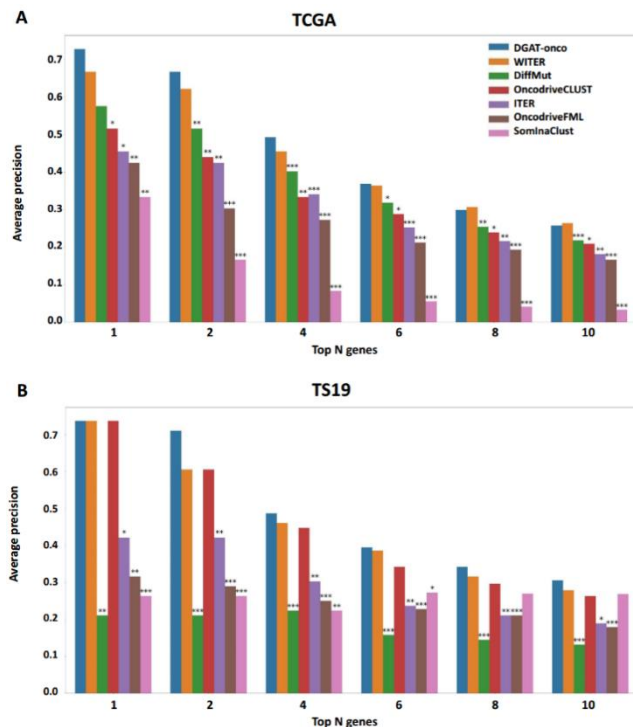 A
TCGA
DGAT-onco
WITER
DiffMut
OncodriveCLUST
ITER
OncodriveFML
SomInaClust
Average precision
0.7
0.6
0.5
0.4
0.3
0.2
0.1
0.0
* * ** **
** ** ** *** ***
*** ** *** *** ***
* * ** *** ***
** * ** *** ***
*** * ** *** ***
1 2 4 6 8 10
Top N genes
B
TS19
Average precision
0.7
0.6
0.5
0.4
0.3
0.2
0.1
0.0
** * ** ***
*** ** *** ***
*** ** *** **
*** ** *** *
*** ** ***
*** * ***
1 2 4 6 8 10
Top N genes